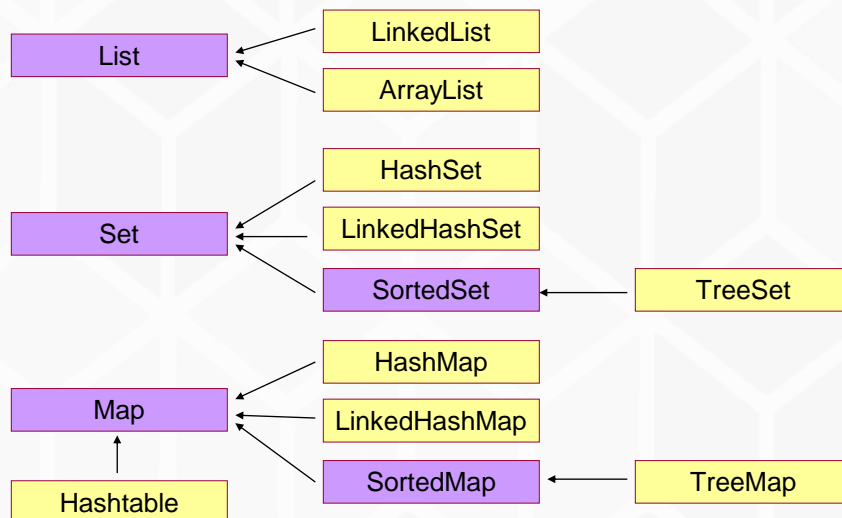 List
LinkedList
ArrayList
Set
HashSet
LinkedHashSet
SortedSet
TreeSet
Map
HashMap
LinkedHashMap
SortedMap
TreeMap
Hashtable